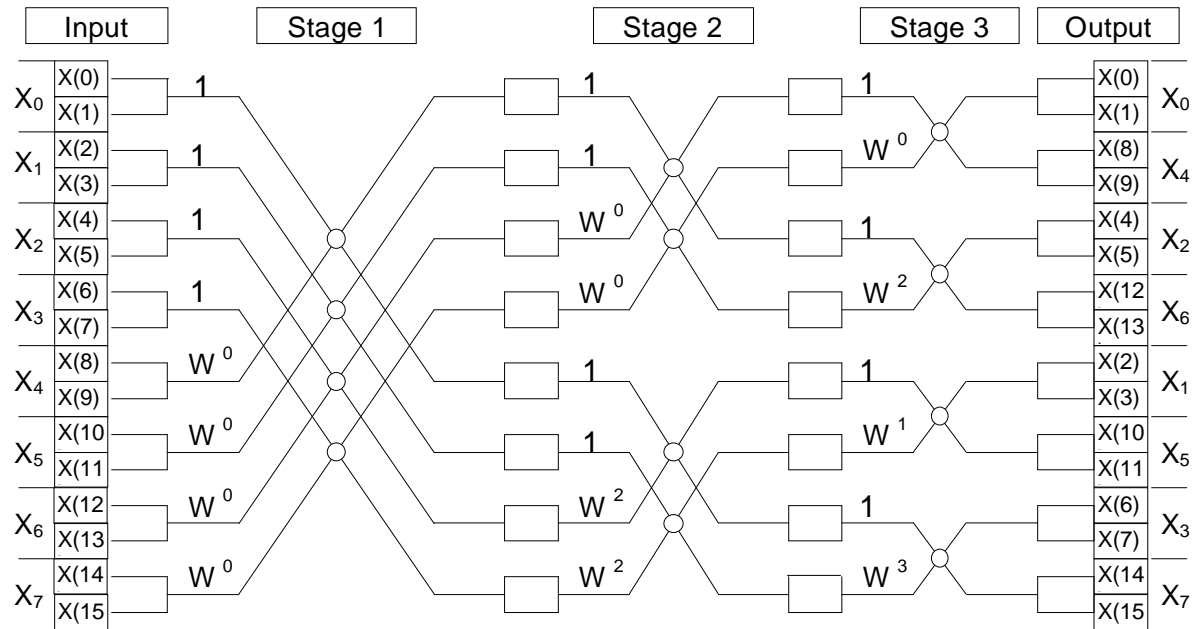 Input Stage 1 Stage 2 Stage 3 Output
X(0) 1 1 1 X(0)
X0 X0
X(1) X(1)
X(2) 1 1 W 0 X(8)
X1 X4
X(3) X(9)
X(4) 1 W 0 1 X(4)
X2 X2
X(5) X(5)
X(6) 1 W 0 W 2 X(12
X3 X6
X(7) X(13
X(8) W 0 1 1 X(2)
X4 X1
X(9) X(3)
X(10 W 0 1 W 1 X(10
X5 X5
X(11 X(11
X(12 W 0 W 2 1 X(6)
X6 X3
X(13 X(7)
X(14 W 0 W 2 W 3 X(14
X7 X7
X(15 X(15